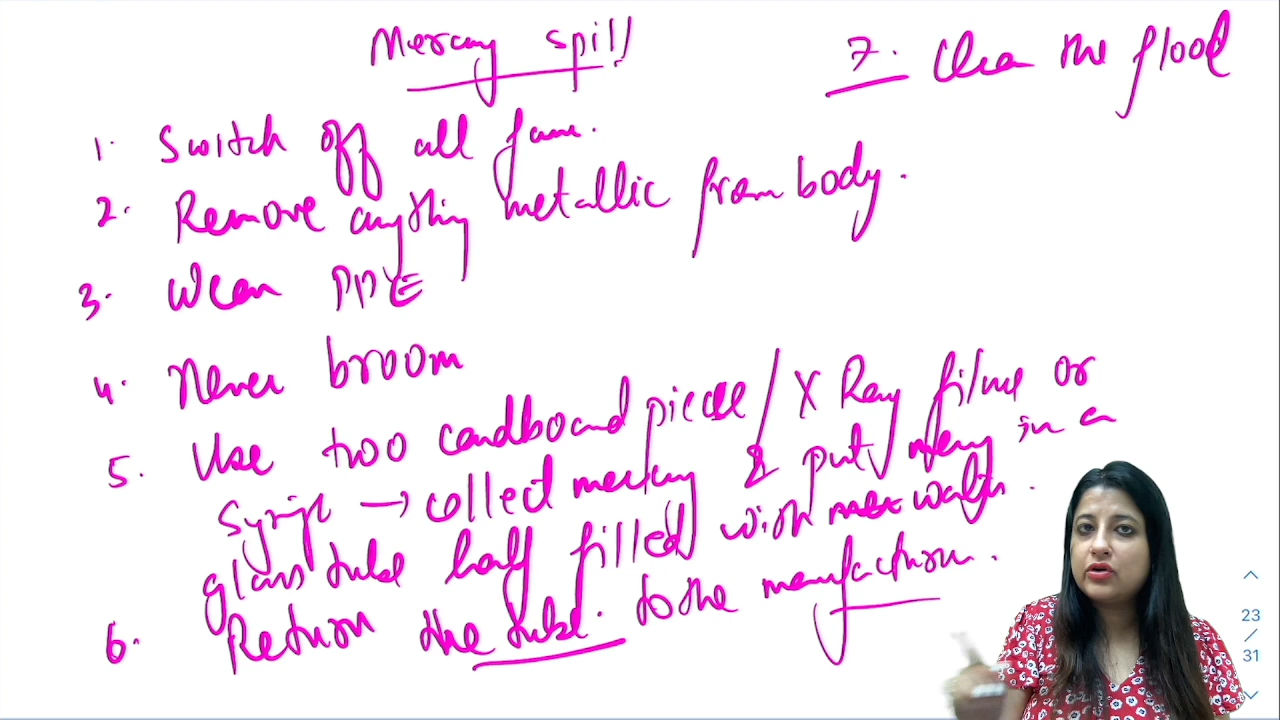 Mercury spill
1. Switch off all fans.
2. Remove anything metallic from body.
3. Wear PPE
4. Never broom
5. Use two cardboard pieces / X Ray films or
syringe → collect mercury & put mercury in a
glass tube half filled with water.
6. Return the tube to the manufacturer.
7. Clean the floor
23
/
31